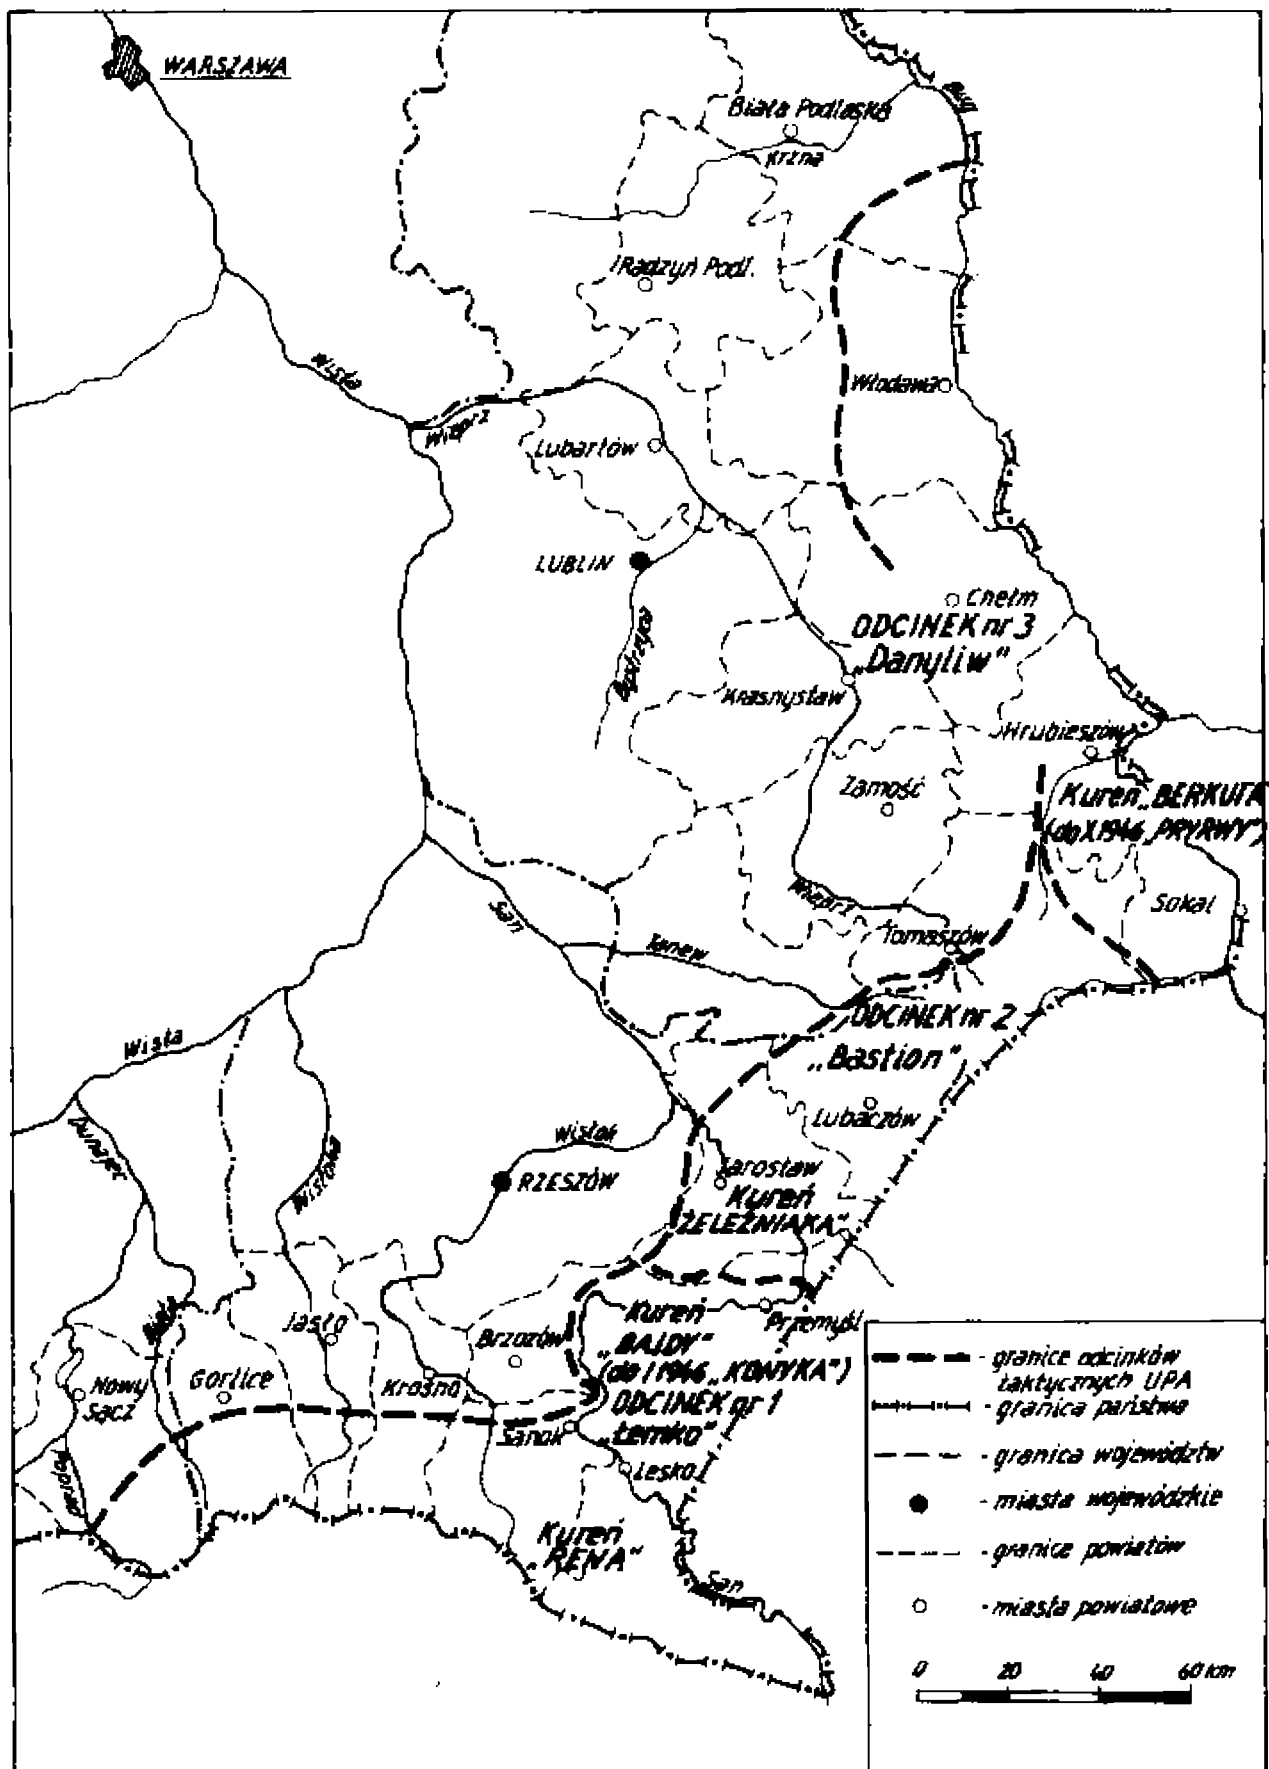 WARSZAWA
Bug
Biała Podlaska
Krzna
Radzyń Podl.
Wisła
Włodawa
Wieprz
Lubartów
LUBLIN
Chełm
ODCINEK nr 3
„Danyliw"
Bystrzyca
Krasnystaw
Hrubieszów
Zamość
Kureń „BERKUTA"
(do X 1946 „PRYRWY")
Wieprz
Sokal
San
Tanew
Tomaszów
ODCINEK nr 2
„Bastion"
Wisła
Lubaczów
Dunajec
Wisłoka
Wisłok
RZESZÓW
Jarosław
Kureń
„ŻELEŹNIAKA"
Biała
Jasło
Brzozów
Kureń
„BAJDY"
(do I 1946 „KONYKA")
Przemyśl
Nowy
Sącz
Gorlice
Krosno
ODCINEK nr 1
„Łemko"
Sanok
Poprad
Lesko
Kureń
„RENA"
San
- granice odcinków
taktycznych UPA
- granica państwa
- granica województw
- miasta wojewódzkie
- granice powiatów
- miasta powiatowe
0 20 40 60 km